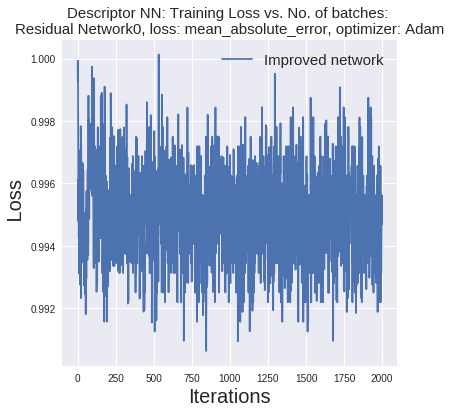 Descriptor NN: Training Loss vs. No. of batches:
Residual Network0, loss: mean_absolute_error, optimizer: Adam
Improved network
1.000
0.998
0.996
0.994
0.992
Loss
0 250 500 750 1000 1250 1500 1750 2000
Iterations